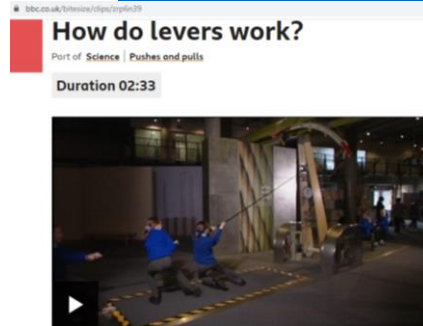 bbc.co.uk/bitesize/clips/zrp6n39
How do levers work?
Part of Science Pushes and pulls
Duration 02:33